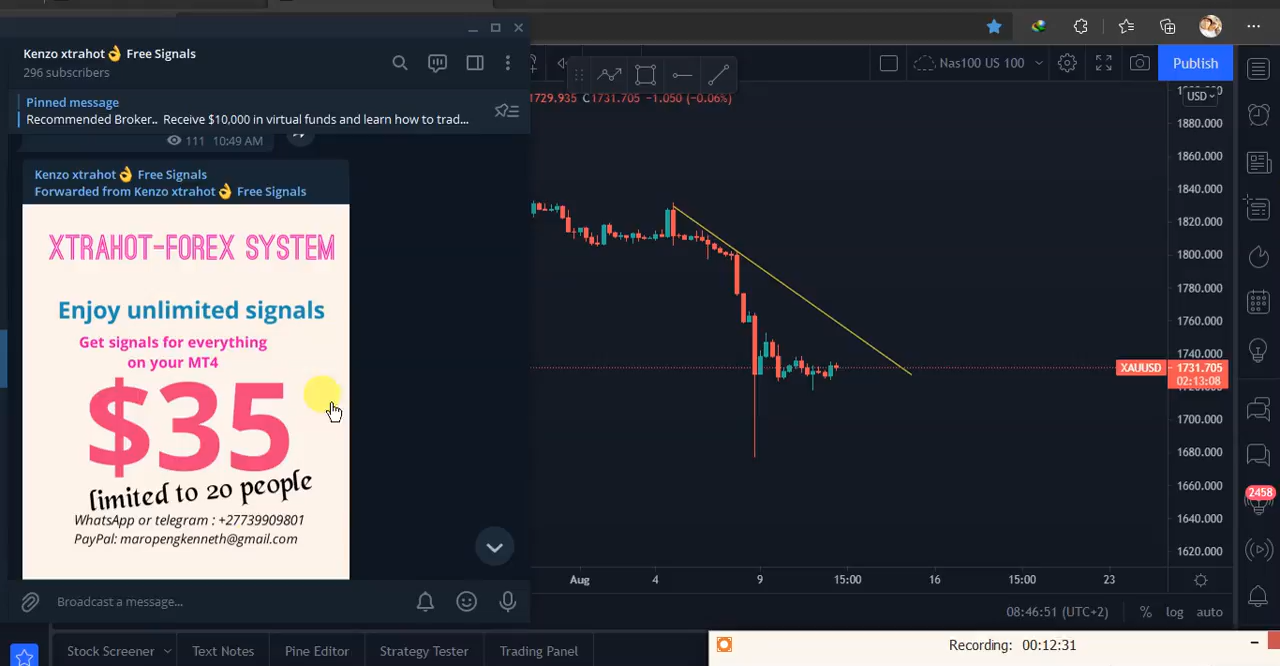 Kenzo xtrahot👌 Free Signals
296 subscribers
Pinned message
Recommended Broker.. Receive $10,000 in virtual funds and learn how to trad...
111 10:49 AM
Kenzo xtrahot👌 Free Signals
Forwarded from Kenzo xtrahot👌 Free Signals
XTRAHOT-FOREX SYSTEM
Enjoy unlimited signals
Get signals for everything
on your MT4
$35
limited to 20 people
WhatsApp or telegram : +27739909801
PayPal: maropengkenneth@gmail.com
Broadcast a message...
Nas100 US 100
Publish
1729.935 C1731.705 −1.050 (−0.06%)
USD
1880.000
1860.000
1840.000
1820.000
1800.000
1780.000
1760.000
1740.000
XAUUSD 1731.705
02:13:08
1700.000
1680.000
1660.000
1640.000
1620.000
2458
Aug 4 9 15:00 16 15:00 23
08:46:51 (UTC+2) % log auto
Stock Screener Text Notes Pine Editor Strategy Tester Trading Panel
Recording: 00:12:31